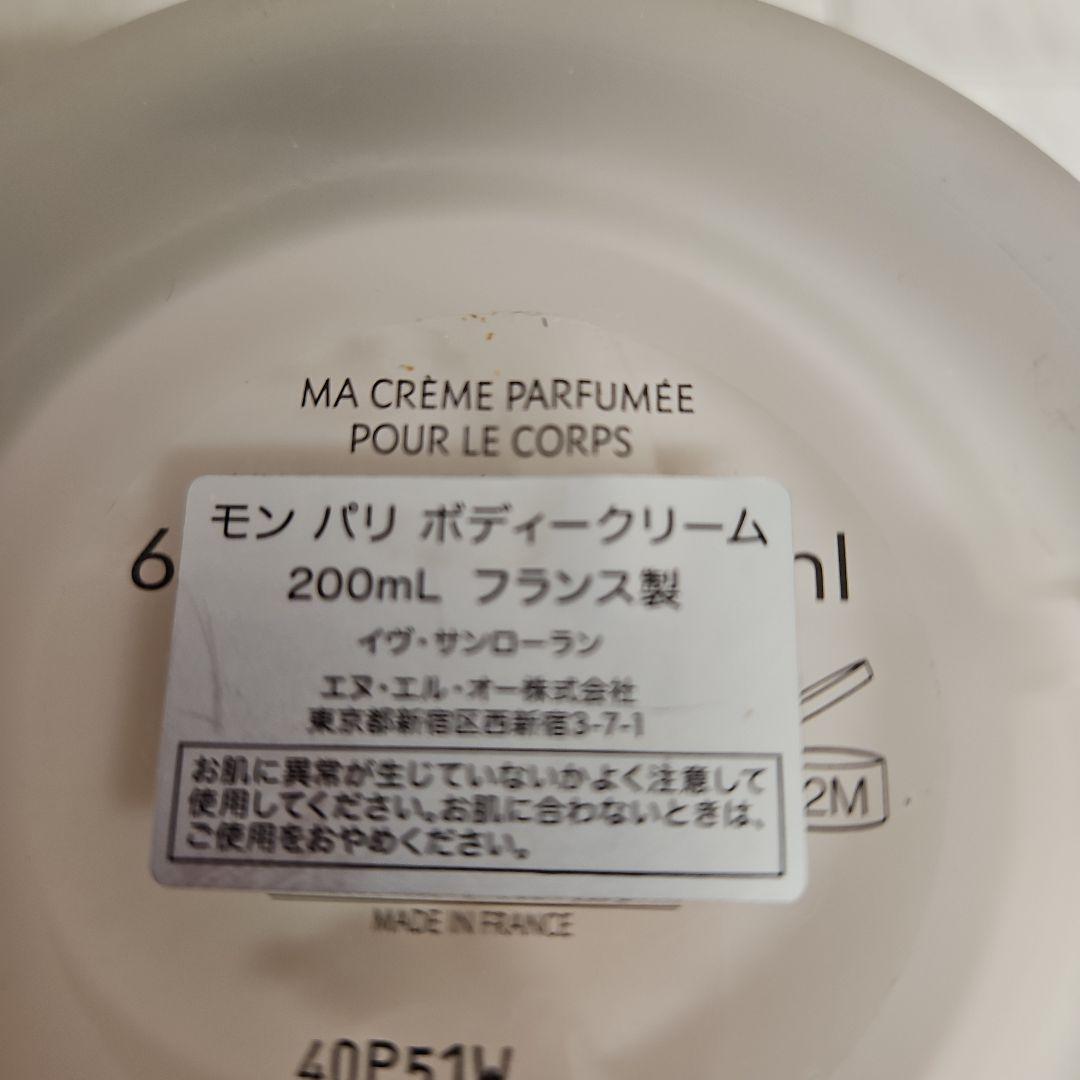 MA CRÈME PARFUMÉE
POUR LE CORPS
モン パリ ボディークリーム
6 ml
200mL フランス製
イヴ・サンローラン
エヌ・エル・オー株式会社
東京都新宿区西新宿3-7-1
お肌に異常が生じていないかよく注意して
使用してください。お肌に合わないときは、
ご使用をおやめください。
2M
MADE IN FRANCE
40P51W